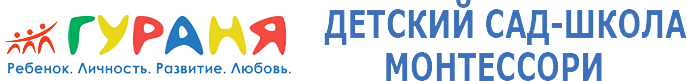 ГУРАНЯ
Ребенок. Личность. Развитие. Любовь.
ДЕТСКИЙ САД-ШКОЛА
МОНТЕССОРИ